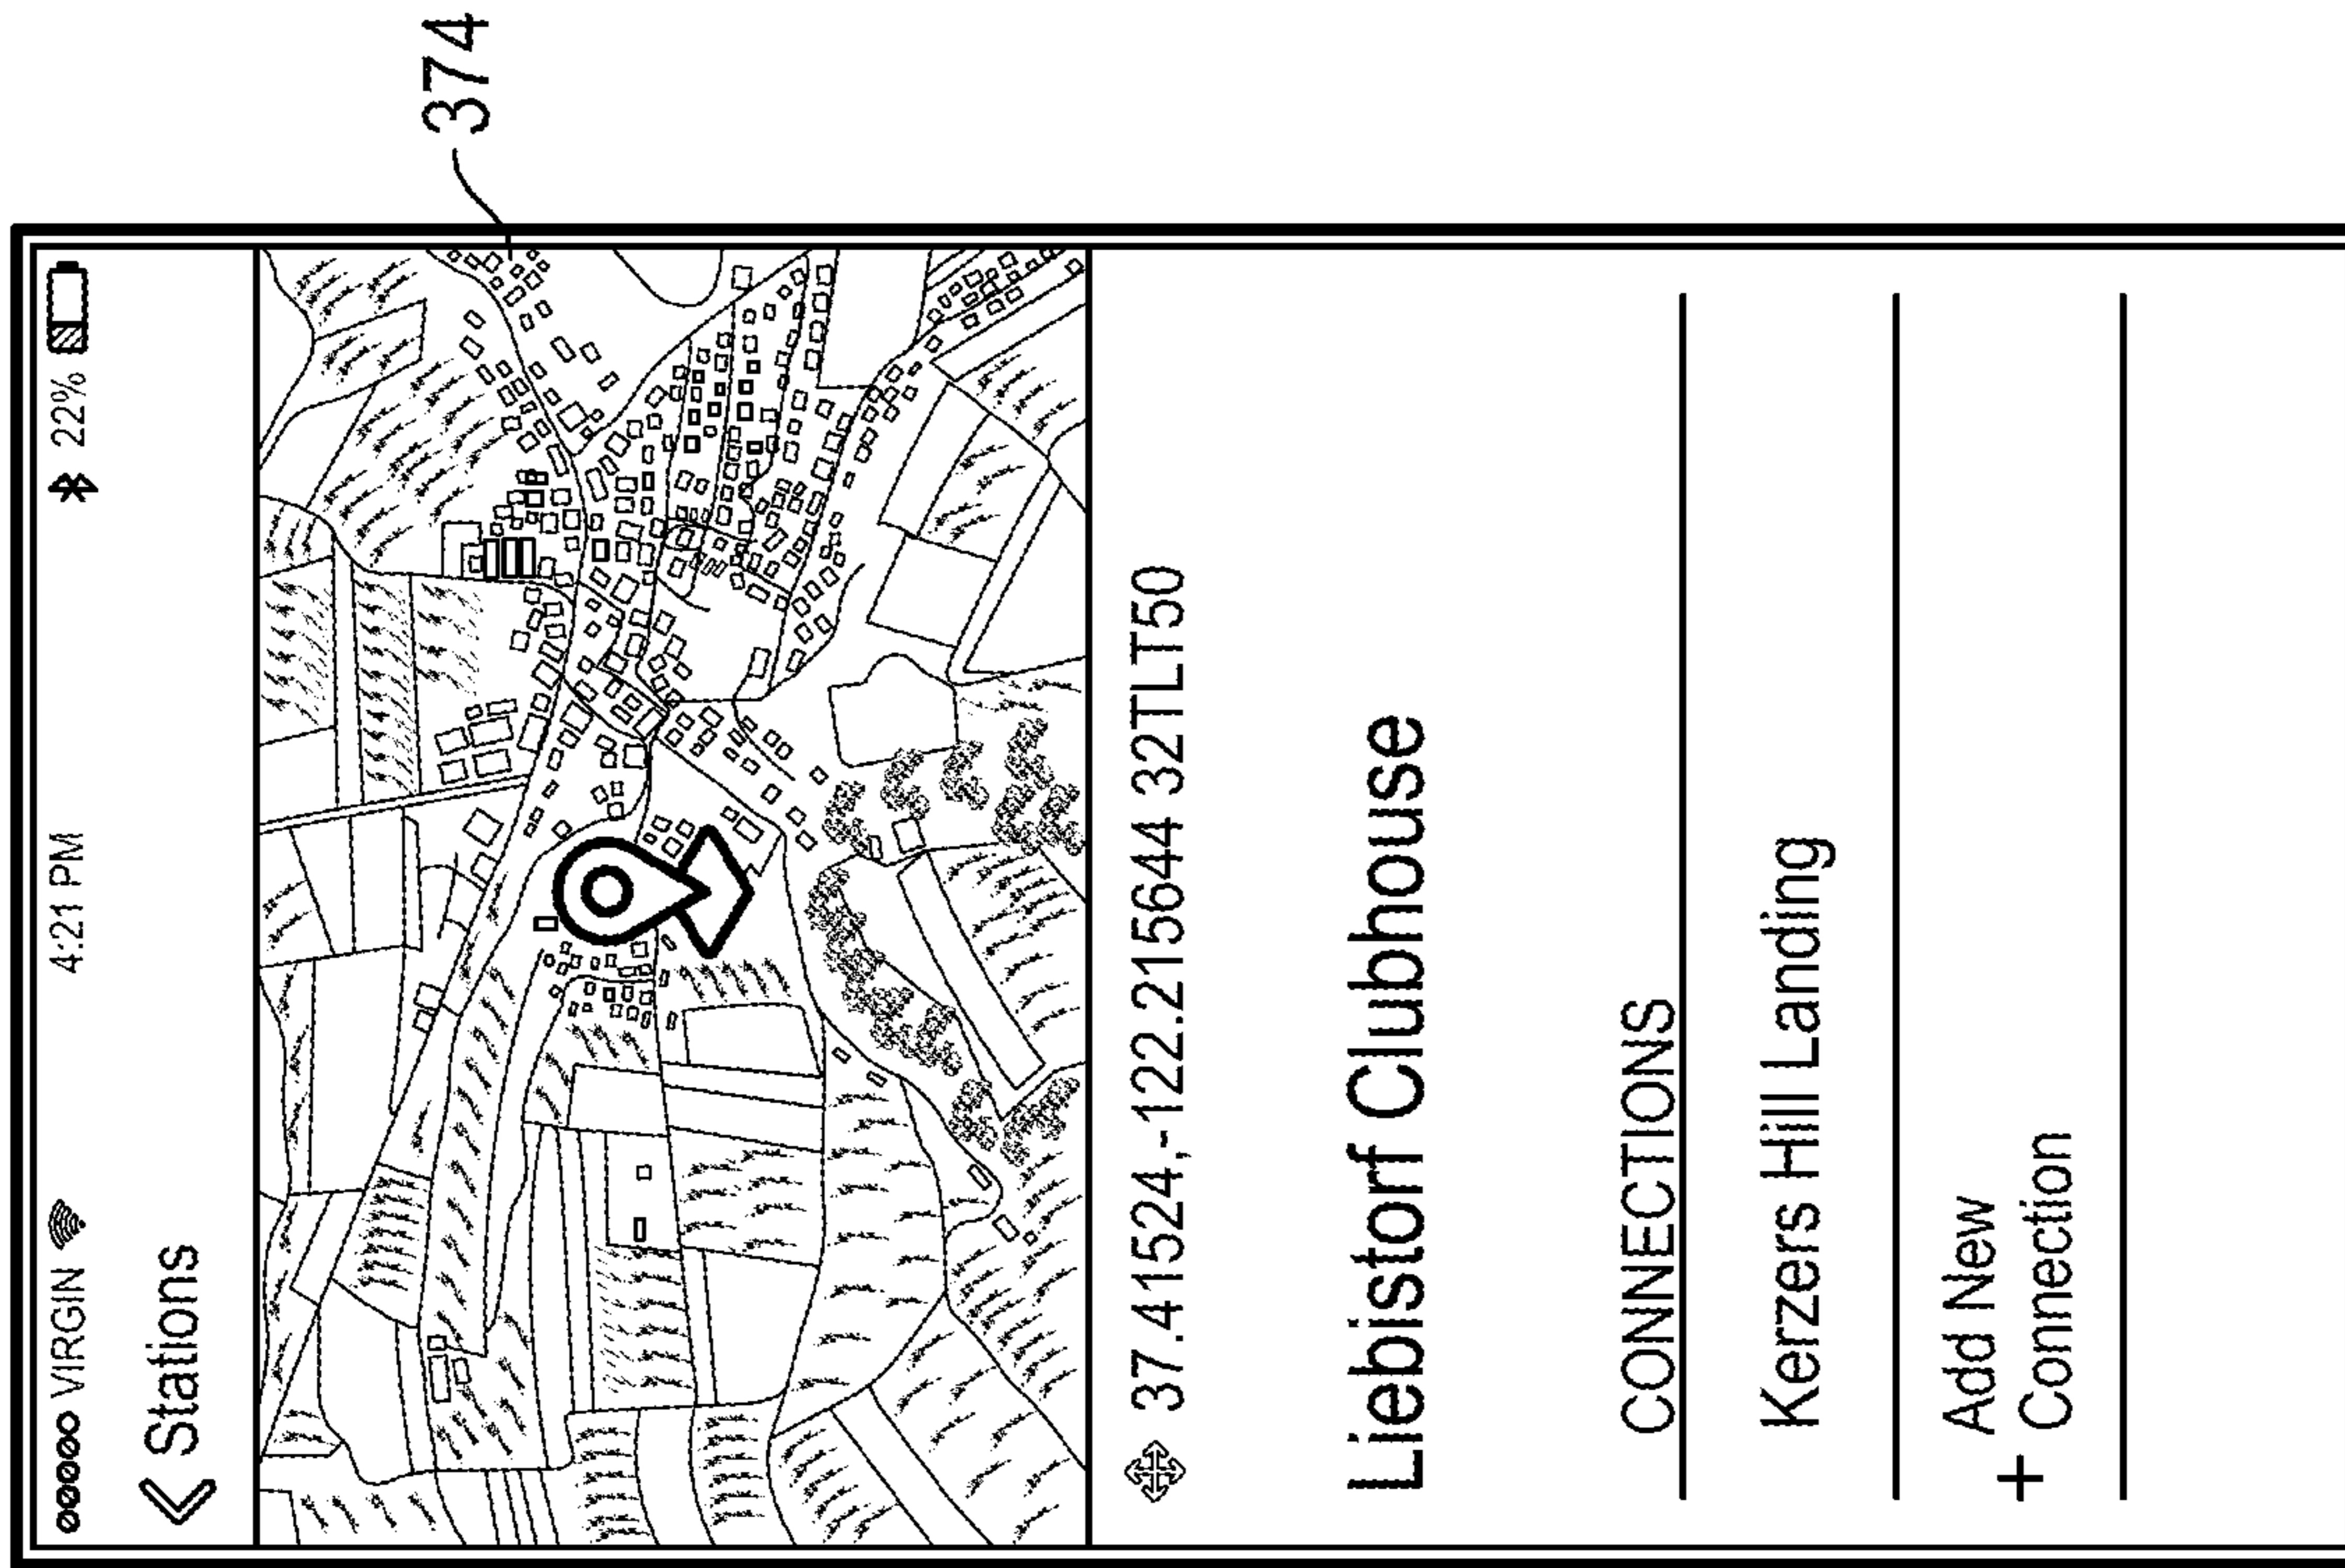 VIRGIN 4:21 PM 22%
Stations
374
37.41524,-122.215644 32TLT50
Liebistorf Clubhouse
CONNECTIONS
Kerzers Hill Landing
Add New
+ Connection